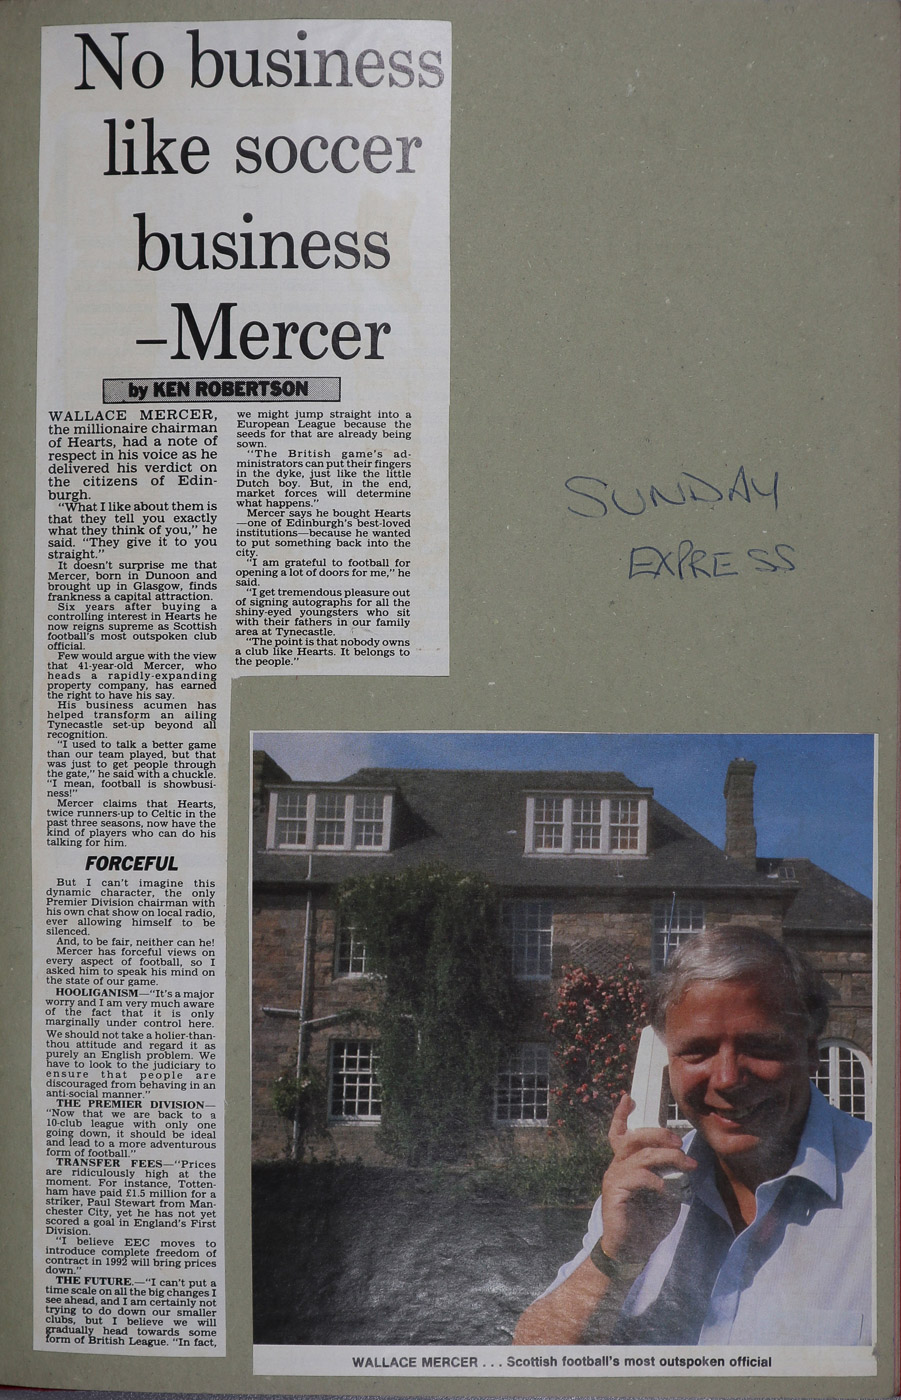 No business
like soccer
business
–Mercer
by KEN ROBERTSON
WALLACE MERCER,
the millionaire chairman
of Hearts, had a note of
respect in his voice as he
delivered his verdict on
the citizens of Edin-
burgh.
“What I like about them is
that they tell you exactly
what they think of you,” he
said. “They give it to you
straight.”
It doesn't surprise me that
Mercer, born in Dunoon and
brought up in Glasgow, finds
frankness a capital attraction.
Six years after buying a
controlling interest in Hearts he
now reigns supreme as Scottish
football's most outspoken club
official.
Few would argue with the view
that 41-year-old Mercer, who
heads a rapidly-expanding
property company, has earned
the right to have his say.
His business acumen has
helped transform an ailing
Tynecastle set-up beyond all
recognition.
“I used to talk a better game
than our team played, but that
was just to get people through
the gate,” he said with a chuckle.
“I mean, football is showbusi-
ness!”
Mercer claims that Hearts,
twice runners-up to Celtic in the
past three seasons, now have the
kind of players who can do his
talking for him.
FORCEFUL
But I can't imagine this
dynamic character, the only
Premier Division chairman with
his own chat show on local radio,
ever allowing himself to be
silenced.
And, to be fair, neither can he!
Mercer has forceful views on
every aspect of football, so I
asked him to speak his mind on
the state of our game.
HOOLIGANISM—“It's a major
worry and I am very much aware
of the fact that it is only
marginally under control here.
We should not take a holier-than-
thou attitude and regard it as
purely an English problem. We
have to look to the judiciary to
ensure that people are
discouraged from behaving in an
anti-social manner.”
THE PREMIER DIVISION—
“Now that we are back to a
10-club league with only one
going down, it should be ideal
and lead to a more adventurous
form of football.”
TRANSFER FEES—“Prices
are ridiculously high at the
moment. For instance, Totten-
ham have paid £1.5 million for a
striker, Paul Stewart from Man-
chester City, yet he has not yet
scored a goal in England's First
Division.
“I believe EEC moves to
introduce complete freedom of
contract in 1992 will bring prices
down.”
THE FUTURE.—“I can't put a
time scale on all the big changes I
see ahead, and I am certainly not
trying to do down our smaller
clubs, but I believe we will
gradually head towards some
form of British League. “In fact,
we might jump straight into a
European League because the
seeds for that are already being
sown.
“The British game's ad-
ministrators can put their fingers
in the dyke, just like the little
Dutch boy. But, in the end,
market forces will determine
what happens.”
Mercer says he bought Hearts
—one of Edinburgh's best-loved
institutions—because he wanted
to put something back into the
city.
“I am grateful to football for
opening a lot of doors for me,” he
said.
“I get tremendous pleasure out
of signing autographs for all the
shiny-eyed youngsters who sit
with their fathers in our family
area at Tynecastle.
“The point is that nobody owns
a club like Hearts. It belongs to
the people.”
SUNDAY
EXPRESS
WALLACE MERCER . . . Scottish football's most outspoken official